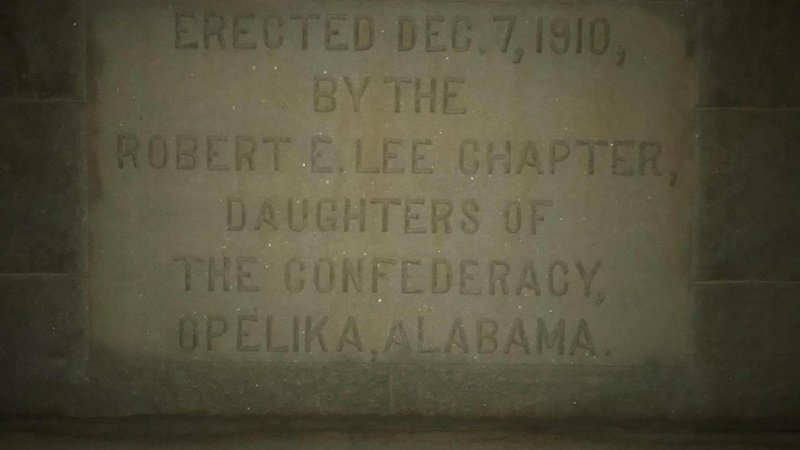 ERECTED DEC. 7, 1910,
BY THE
ROBERT E. LEE CHAPTER,
DAUGHTERS OF
THE CONFEDERACY,
OPELIKA, ALABAMA.